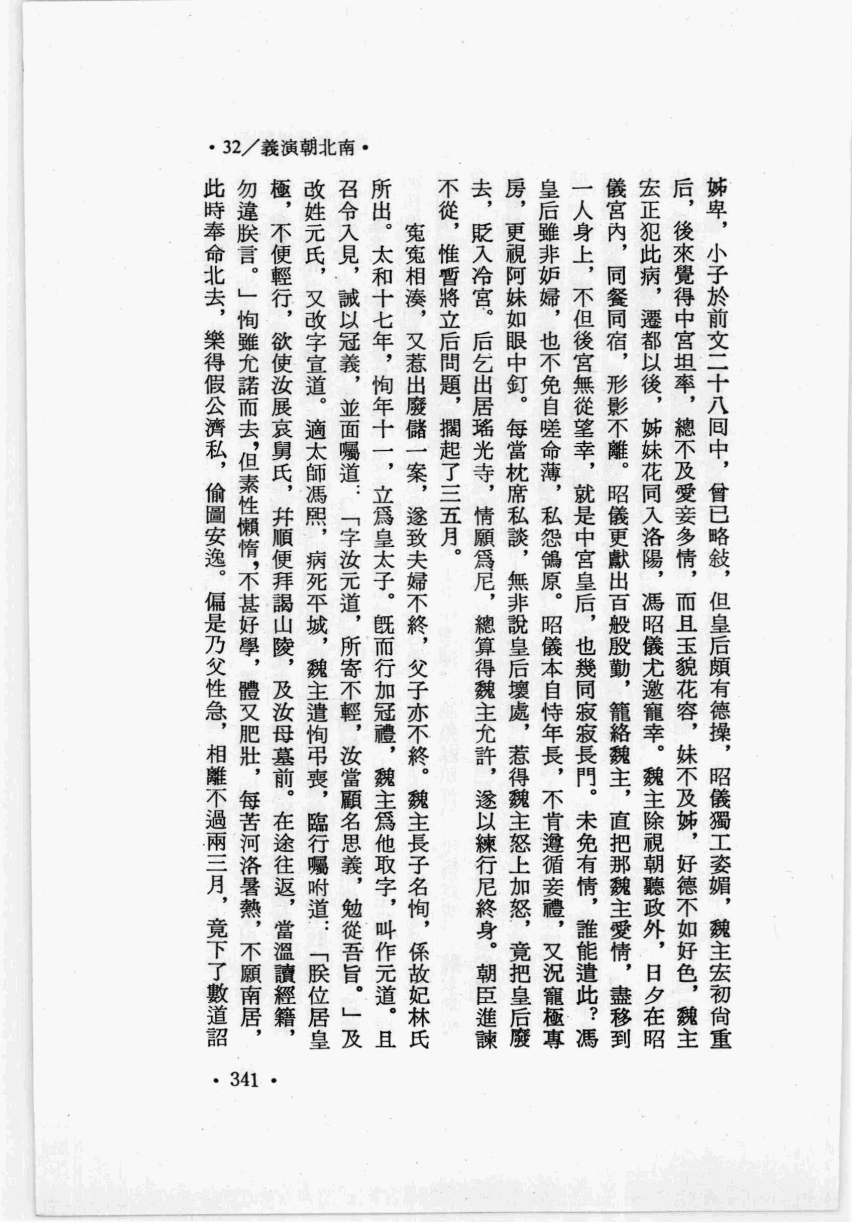 •32／義演朝北南•
姊卑，小子於前文二十八囘中，曾已略敍，但皇后頗有德操，昭儀獨工姿媚，魏主宏初尙重
后，後來覺得中宮坦率，總不及愛妾多情，而且玉貌花容，妹不及姊，好德不如好色，魏主
宏正犯此病，遷都以後，姊妹花同入洛陽，馮昭儀尤邀寵幸。魏主除視朝聽政外，日夕在昭
儀宮內，同餐同宿，形影不離。昭儀更獻出百般殷勤，籠絡魏主，直把那魏主愛情，盡移到
一人身上，不但後宮無從望幸，就是中宮皇后，也幾同寂寂長門。未免有情，誰能遣此？馮
皇后雖非妒婦，也不免自嗟命薄，私怨鴒原。昭儀本自恃年長，不肯遵循妾禮，又況寵極專
房，更視阿妹如眼中釘。每當枕席私談，無非說皇后壞處，惹得魏主怒上加怒，竟把皇后廢
去，貶入冷宮。后乞出居瑤光寺，情願爲尼，總算得魏主允許，遂以練行尼終身。朝臣進諫
不從，惟暫將立后問題，擱起了三五月。
寃寃相湊，又惹出廢儲一案，遂致夫婦不終，父子亦不終。魏主長子名恂，係故妃林氏
所出。太和十七年，恂年十一，立爲皇太子。旣而行加冠禮，魏主爲他取字，叫作元道。且
召令入見，誡以冠義，並面囑道：「字汝元道，所寄不輕，汝當顧名思義，勉從吾旨。」及
改姓元氏，又改字宣道。適太師馮熙，病死平城，魏主遣恂弔喪，臨行囑咐道：「朕位居皇
極，不便輕行，欲使汝展哀舅氏，幷順便拜謁山陵，及汝母墓前。在途往返，當溫讀經籍，
勿違朕言。」恂雖允諾而去，但素性懶惰，不甚好學，體又肥壯，每苦河洛暑熱，不願南居，
此時奉命北去，樂得假公濟私，偷圖安逸。偏是乃父性急，相離不過兩三月，竟下了數道詔
•341•